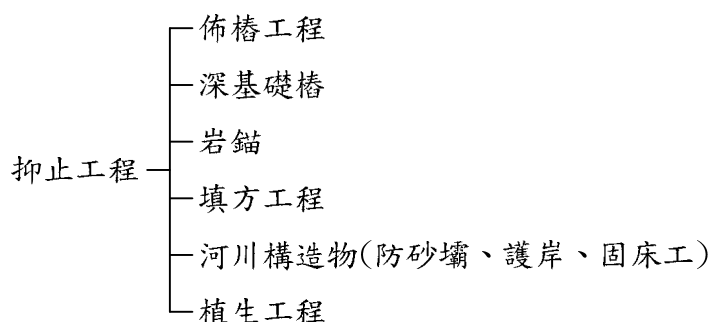 佈樁工程
深基礎樁
岩錨
抑止工程
填方工程
河川構造物(防砂壩、護岸、固床工)
植生工程